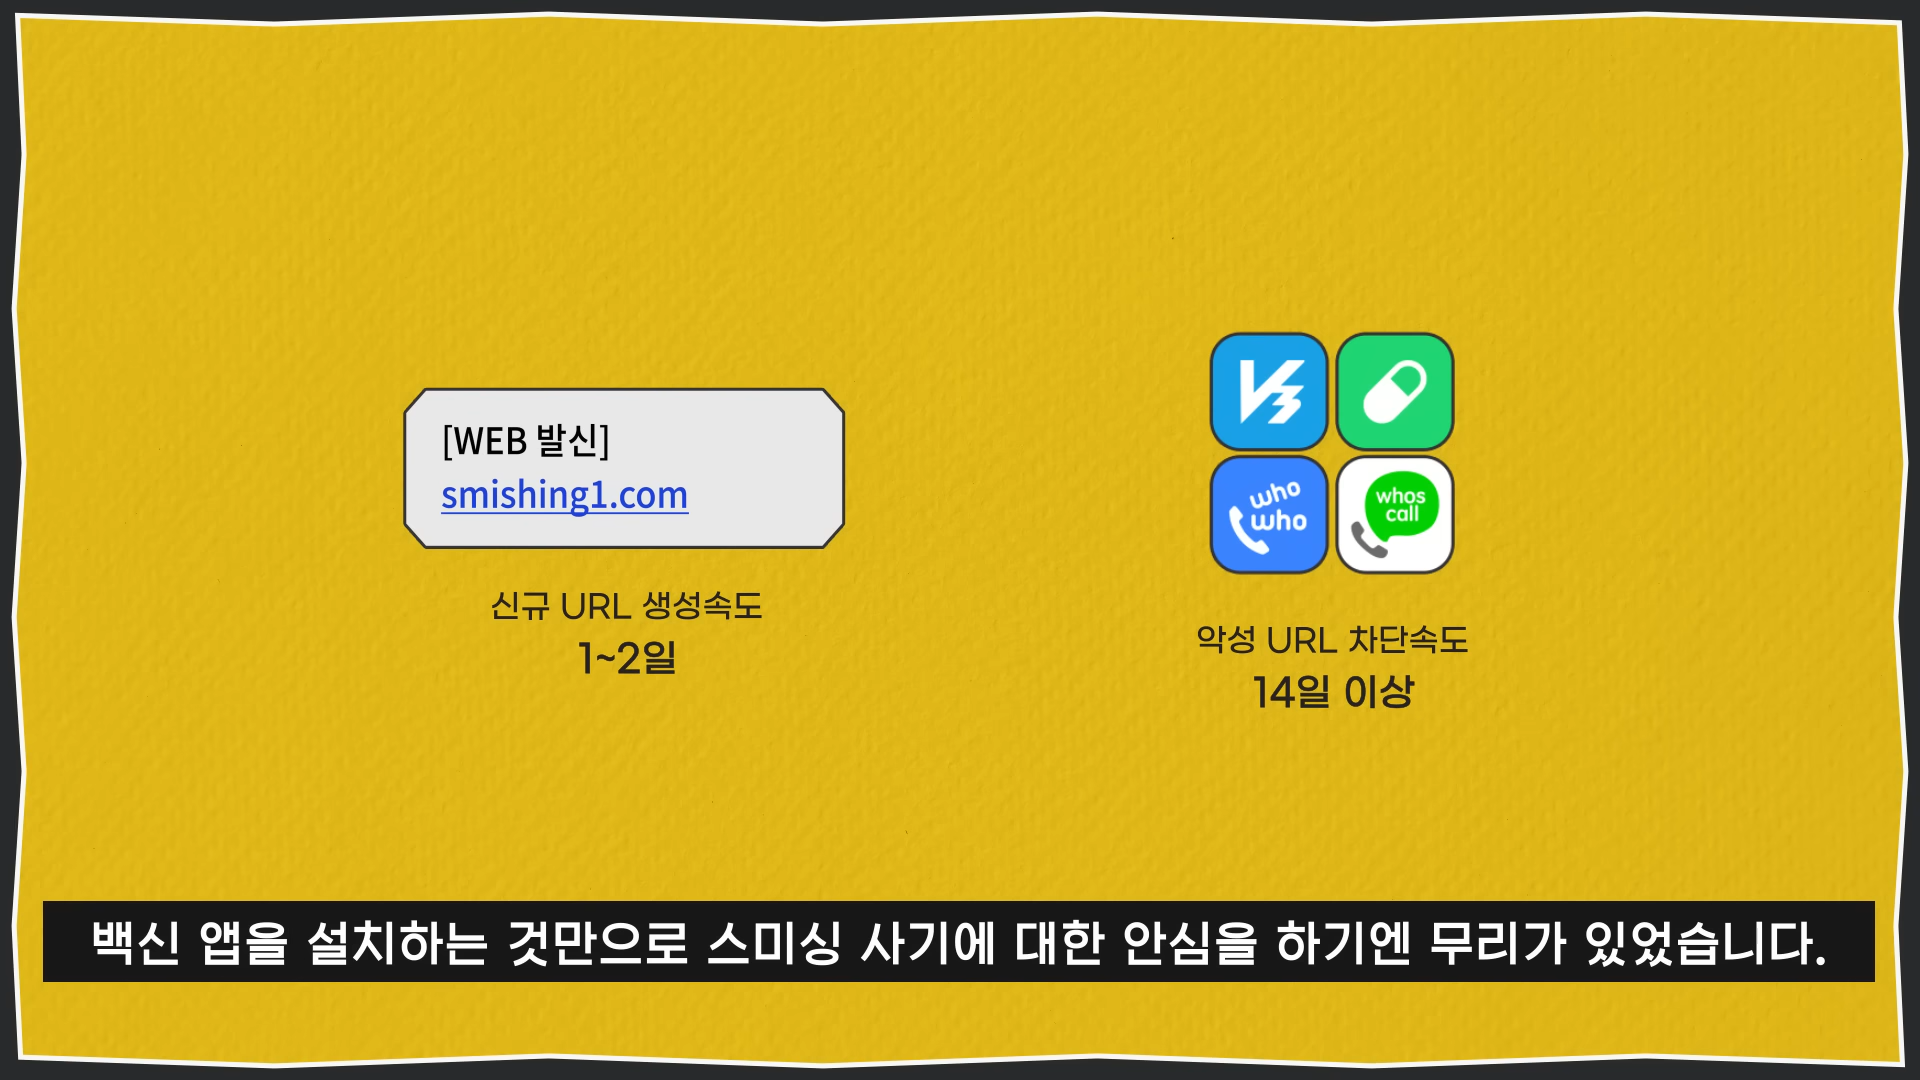 [WEB 발신]
smishing1.com
신규 URL 생성속도
1~2일
V3
who
who
whos
call
악성 URL 차단속도
14일 이상
백신 앱을 설치하는 것만으로 스미싱 사기에 대한 안심을 하기엔 무리가 있었습니다.